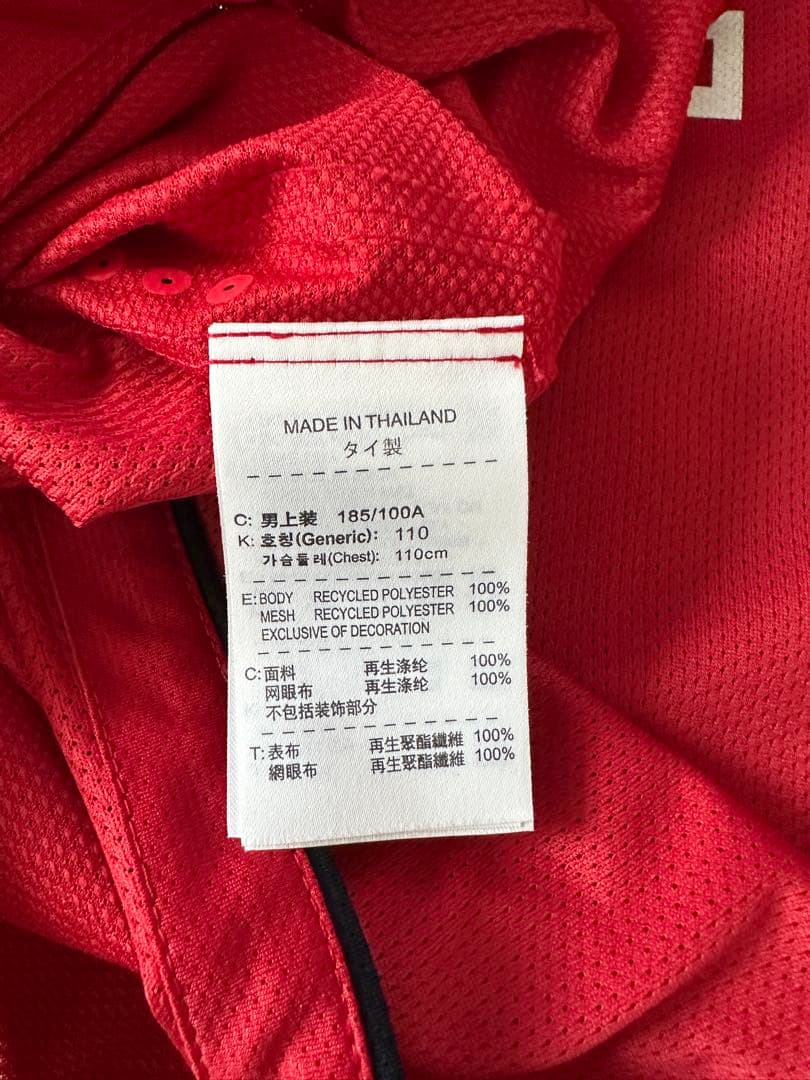 MADE IN THAILAND
タイ製
C: 男上装 185/100A
K: 호칭(Generic): 110
가슴둘레(Chest): 110cm
E: BODY RECYCLED POLYESTER 100%
MESH RECYCLED POLYESTER 100%
EXCLUSIVE OF DECORATION
C: 面料 再生涤纶 100%
网眼布 再生涤纶 100%
不包括装饰部分
T: 表布 再生聚酯纖維 100%
網眼布 再生聚酯纖維 100%